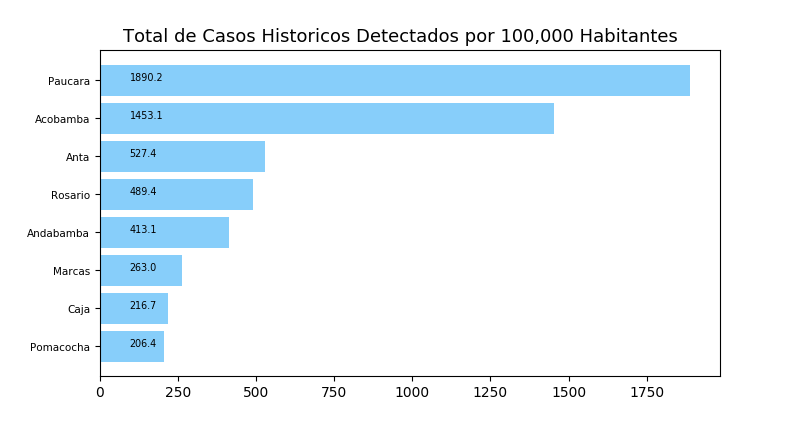 Total de Casos Historicos Detectados por 100,000 Habitantes
Paucara 1890.2
Acobamba 1453.1
Anta 527.4
Rosario 489.4
Andabamba 413.1
Marcas 263.0
Caja 216.7
Pomacocha 206.4
0 250 500 750 1000 1250 1500 1750